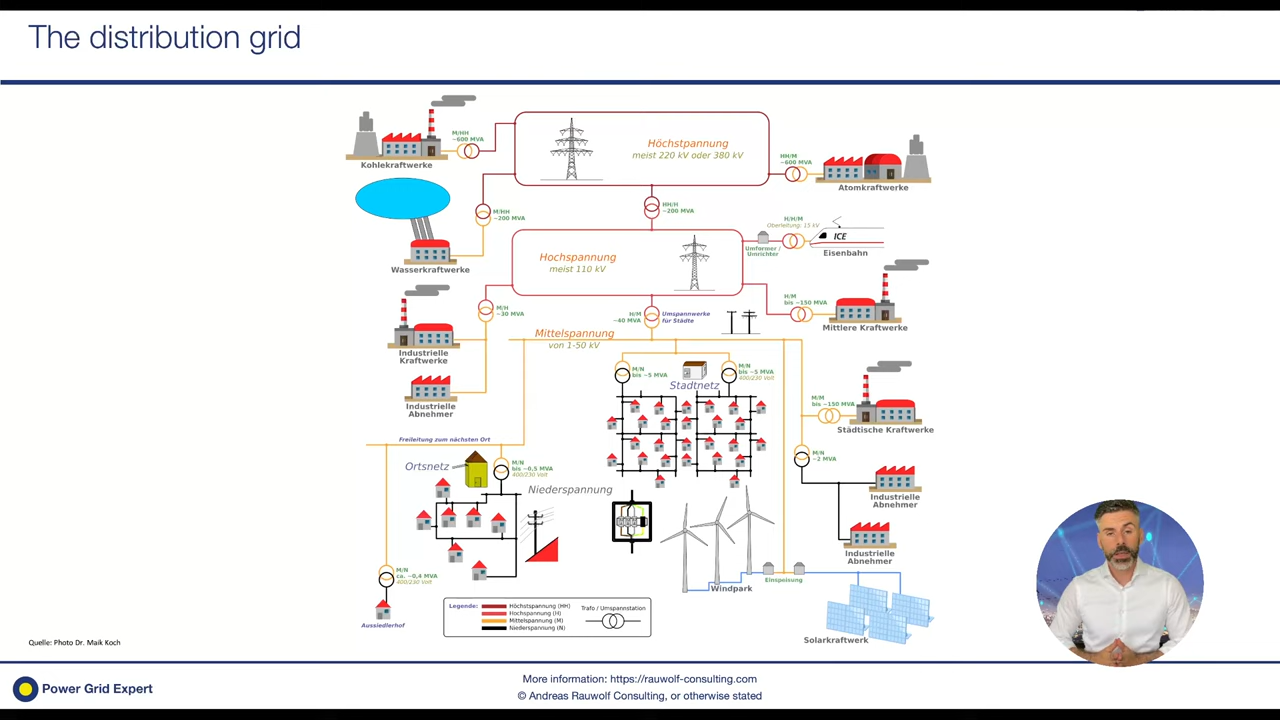 The distribution grid
M/HH
~600 MVA
Kohlekraftwerke
Höchstpannung
meist 220 kV oder 380 kV
HH/M
~600 MVA
Atomkraftwerke
M/HH
~200 MVA
Wasserkraftwerke
HH/H
~200 MVA
H/H/M
Oberleitung: 15 kV
ICE
Umformer /
Umrichter
Eisenbahn
Hochspannung
meist 110 kV
M/H
~30 MVA
H/M
~40 MVA
Umspannwerke
für Städte
H/M
bis ~150 MVA
Mittlere Kraftwerke
Industrielle
Kraftwerke
Mittelspannung
von 1-50 kV
M/N
bis ~5 MVA
M/N
bis ~5 MVA
400/230 Volt
Stadtnetz
Industrielle
Abnehmer
M/M
bis ~150 MVA
Städtische Kraftwerke
Freileitung zum nächsten Ort
Ortsnetz
M/N
bis ~0,5 MVA
400/230 Volt
M/N
~2 MVA
Niederspannung
Industrielle
Abnehmer
Industrielle
Abnehmer
M/N
ca. ~0,4 MVA
400/230 Volt
Aussiedlerhof
Windpark
Einspeisung
Solarkraftwerk
Legende:
Höchstspannung (HH)
Hochspannung (H)
Mittelspannung (M)
Niederspannung (N)
Trafo / Umspannstation
Quelle: Photo Dr. Maik Koch
Power Grid Expert
More information: https://rauwolf-consulting.com
© Andreas Rauwolf Consulting, or otherwise stated